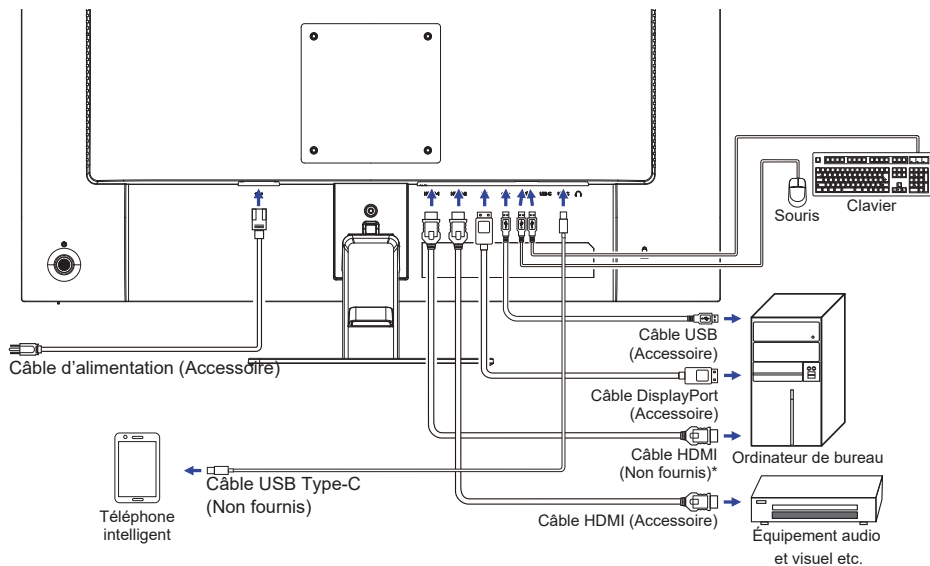 Souris
Clavier
Câble USB
(Accessoire)
Câble d'alimentation (Accessoire)
Câble DisplayPort
(Accessoire)
Câble HDMI
(Non fournis)*
Ordinateur de bureau
Câble USB Type-C
(Non fournis)
Téléphone
intelligent
Câble HDMI (Accessoire)
Équipement audio
et visuel etc.